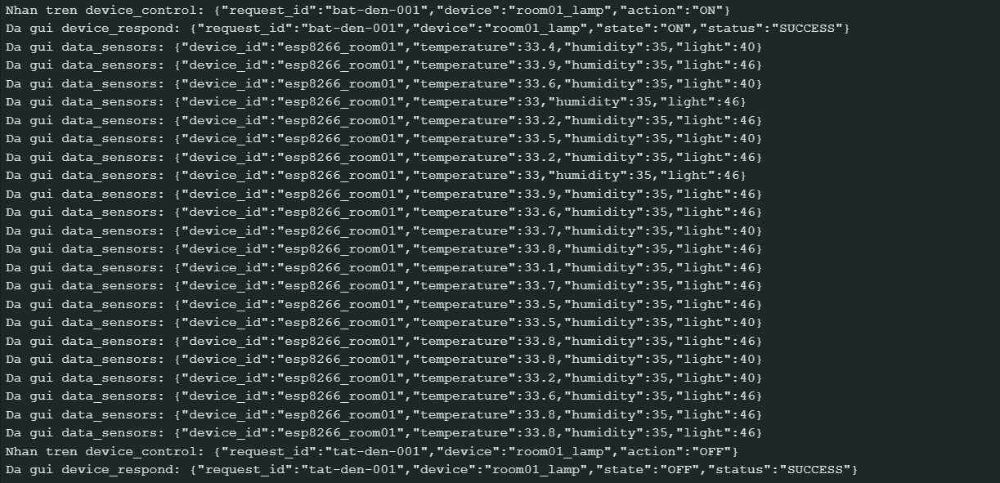 Nhan tren device_control: {"request_id":"bat-den-001","device":"room01_lamp","action":"ON"}
Da gui device_respond: {"request_id":"bat-den-001","device":"room01_lamp","state":"ON","status":"SUCCESS"}
Da gui data_sensors: {"device_id":"esp8266_room01","temperature":33.4,"humidity":35,"light":40}
Da gui data_sensors: {"device_id":"esp8266_room01","temperature":33.9,"humidity":35,"light":46}
Da gui data_sensors: {"device_id":"esp8266_room01","temperature":33.6,"humidity":35,"light":40}
Da gui data_sensors: {"device_id":"esp8266_room01","temperature":33,"humidity":35,"light":46}
Da gui data_sensors: {"device_id":"esp8266_room01","temperature":33.2,"humidity":35,"light":46}
Da gui data_sensors: {"device_id":"esp8266_room01","temperature":33.5,"humidity":35,"light":40}
Da gui data_sensors: {"device_id":"esp8266_room01","temperature":33.2,"humidity":35,"light":46}
Da gui data_sensors: {"device_id":"esp8266_room01","temperature":33,"humidity":35,"light":46}
Da gui data_sensors: {"device_id":"esp8266_room01","temperature":33.9,"humidity":35,"light":46}
Da gui data_sensors: {"device_id":"esp8266_room01","temperature":33.6,"humidity":35,"light":46}
Da gui data_sensors: {"device_id":"esp8266_room01","temperature":33.7,"humidity":35,"light":40}
Da gui data_sensors: {"device_id":"esp8266_room01","temperature":33.8,"humidity":35,"light":46}
Da gui data_sensors: {"device_id":"esp8266_room01","temperature":33.1,"humidity":35,"light":46}
Da gui data_sensors: {"device_id":"esp8266_room01","temperature":33.7,"humidity":35,"light":46}
Da gui data_sensors: {"device_id":"esp8266_room01","temperature":33.5,"humidity":35,"light":46}
Da gui data_sensors: {"device_id":"esp8266_room01","temperature":33.5,"humidity":35,"light":40}
Da gui data_sensors: {"device_id":"esp8266_room01","temperature":33.8,"humidity":35,"light":46}
Da gui data_sensors: {"device_id":"esp8266_room01","temperature":33.8,"humidity":35,"light":40}
Da gui data_sensors: {"device_id":"esp8266_room01","temperature":33.2,"humidity":35,"light":40}
Da gui data_sensors: {"device_id":"esp8266_room01","temperature":33.6,"humidity":35,"light":46}
Da gui data_sensors: {"device_id":"esp8266_room01","temperature":33.8,"humidity":35,"light":46}
Da gui data_sensors: {"device_id":"esp8266_room01","temperature":33.8,"humidity":35,"light":46}
Nhan tren device_control: {"request_id":"tat-den-001","device":"room01_lamp","action":"OFF"}
Da gui device_respond: {"request_id":"tat-den-001","device":"room01_lamp","state":"OFF","status":"SUCCESS"}